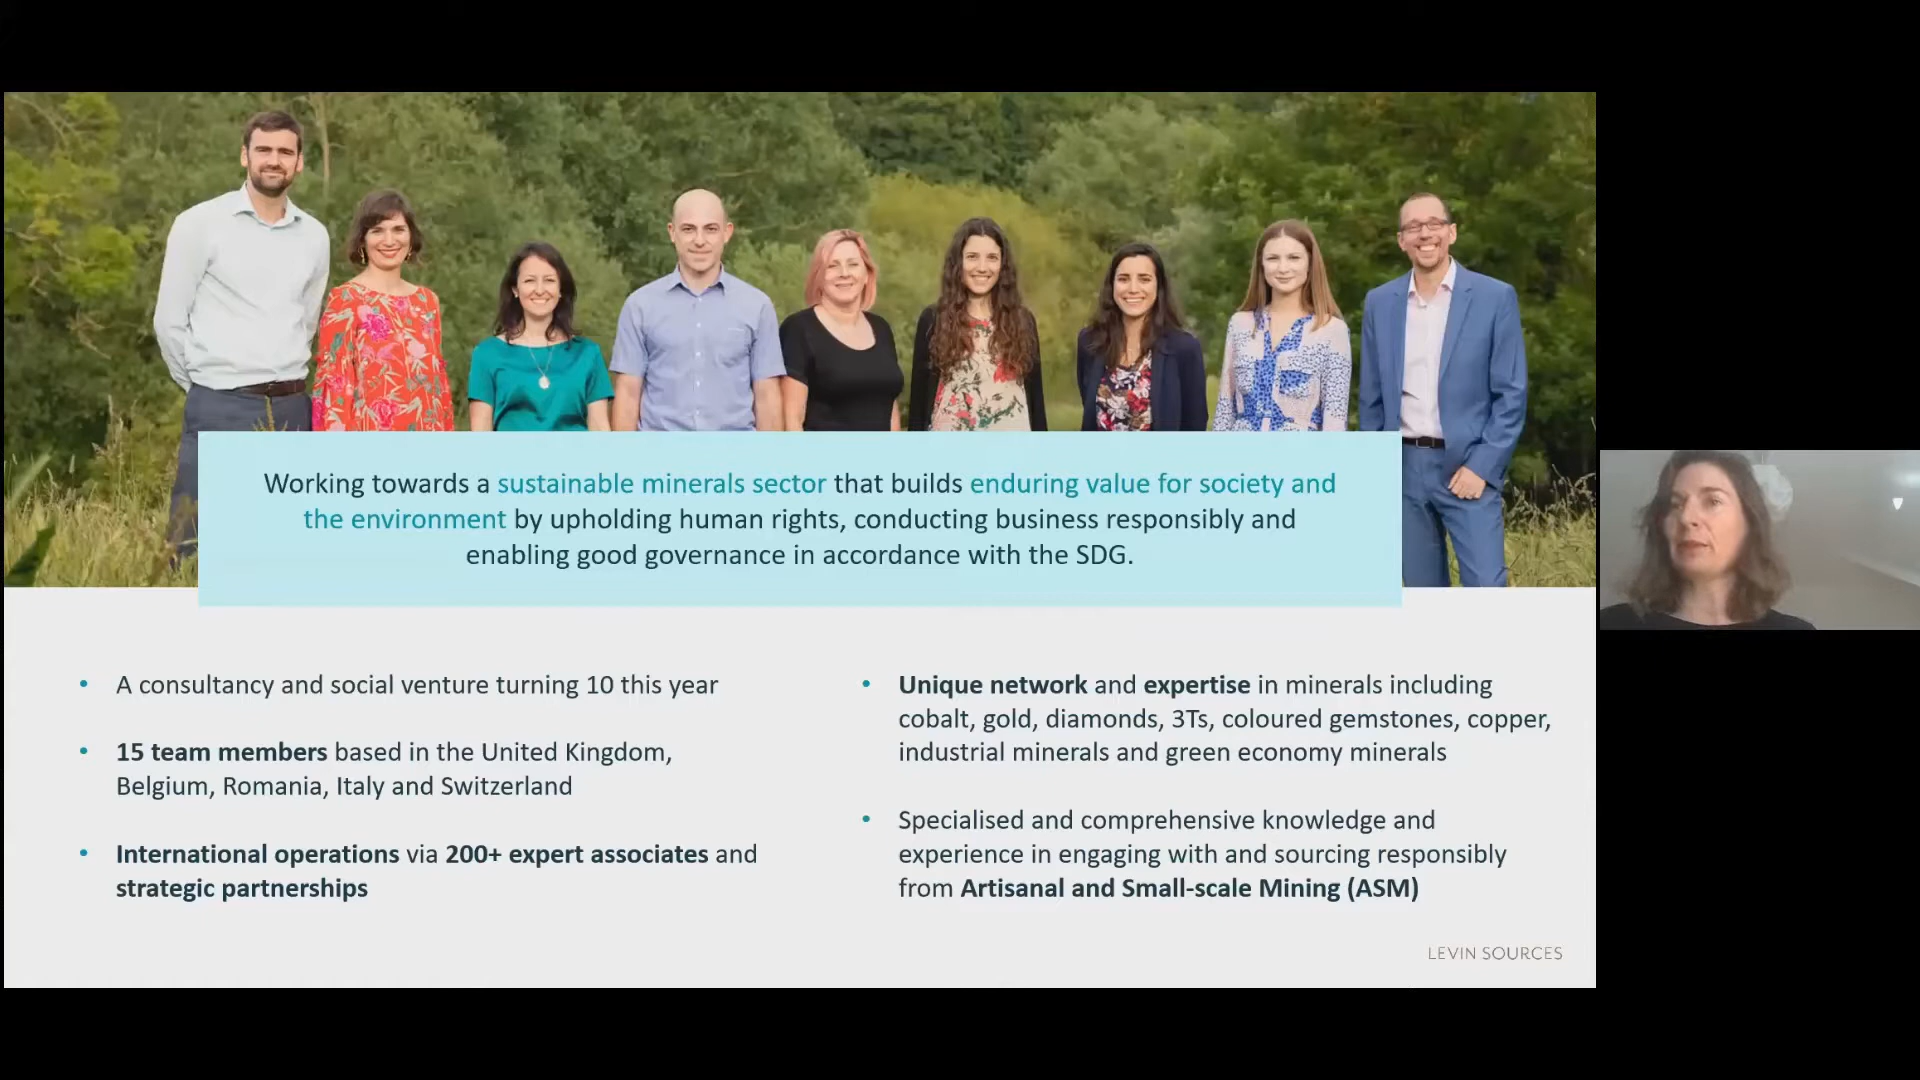 Working towards a sustainable minerals sector that builds enduring value for society and
the environment by upholding human rights, conducting business responsibly and
enabling good governance in accordance with the SDG.
• A consultancy and social venture turning 10 this year
• 15 team members based in the United Kingdom,
Belgium, Romania, Italy and Switzerland
• International operations via 200+ expert associates and
strategic partnerships
• Unique network and expertise in minerals including
cobalt, gold, diamonds, 3Ts, coloured gemstones, copper,
industrial minerals and green economy minerals
• Specialised and comprehensive knowledge and
experience in engaging with and sourcing responsibly
from Artisanal and Small-scale Mining (ASM)
LEVIN SOURCES